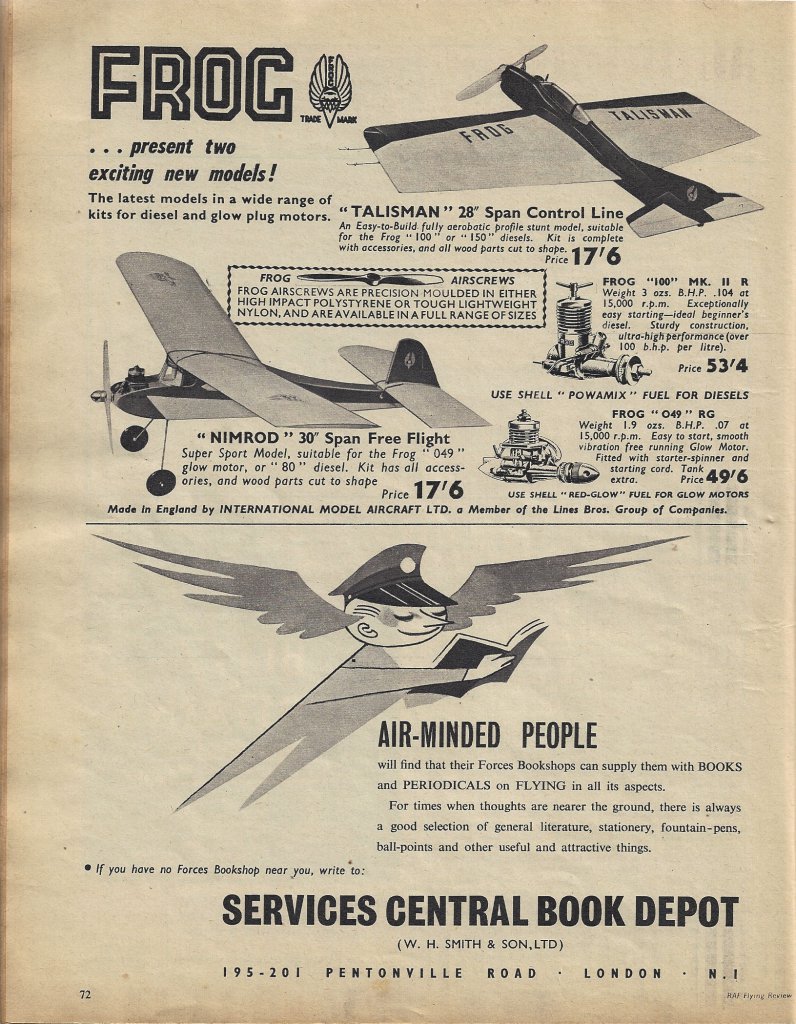 FROG
FROG
TRADE MARK
. . . present two
exciting new models!
The latest models in a wide range of
kits for diesel and glow plug motors.
FROG TALISMAN
"TALISMAN" 28" Span Control Line
An Easy-to-Build fully aerobatic profile stunt model, suitable
for the Frog "100" or "150" diesels. Kit is complete
with accessories, and all wood parts cut to shape.
Price 17'6
FROG AIRSCREWS
FROG AIRSCREWS ARE PRECISION MOULDED IN EITHER
HIGH IMPACT POLYSTYRENE OR TOUGH LIGHTWEIGHT
NYLON, AND ARE AVAILABLE IN A FULL RANGE OF SIZES
FROG "100" MK. II R
Weight 3 ozs. B.H.P. .104 at
15,000 r.p.m. Exceptionally
easy starting—ideal beginner's
diesel. Sturdy construction,
ultra-high performance (over
100 b.h.p. per litre).
Price 53'4
USE SHELL "POWAMIX" FUEL FOR DIESELS
"NIMROD" 30" Span Free Flight
Super Sport Model, suitable for the Frog "049"
glow motor, or "80" diesel. Kit has all access-
ories, and wood parts cut to shape
Price 17'6
FROG "049" RG
Weight 1.9 ozs. B.H.P. .07 at
15,000 r.p.m. Easy to start, smooth
vibration free running Glow Motor.
Fitted with starter-spinner and
starting cord. Tank
extra. Price 49'6
USE SHELL "RED-GLOW" FUEL FOR GLOW MOTORS
Made in England by INTERNATIONAL MODEL AIRCRAFT LTD. a Member of the Lines Bros. Group of Companies.
AIR-MINDED PEOPLE
will find that their Forces Bookshops can supply them with BOOKS
and PERIODICALS on FLYING in all its aspects.
For times when thoughts are nearer the ground, there is always
a good selection of general literature, stationery, fountain-pens,
ball-points and other useful and attractive things.
• If you have no Forces Bookshop near you, write to:
SERVICES CENTRAL BOOK DEPOT
(W. H. SMITH & SON, LTD)
195-201 PENTONVILLE ROAD · LONDON · N.1
72
RAF Flying Review